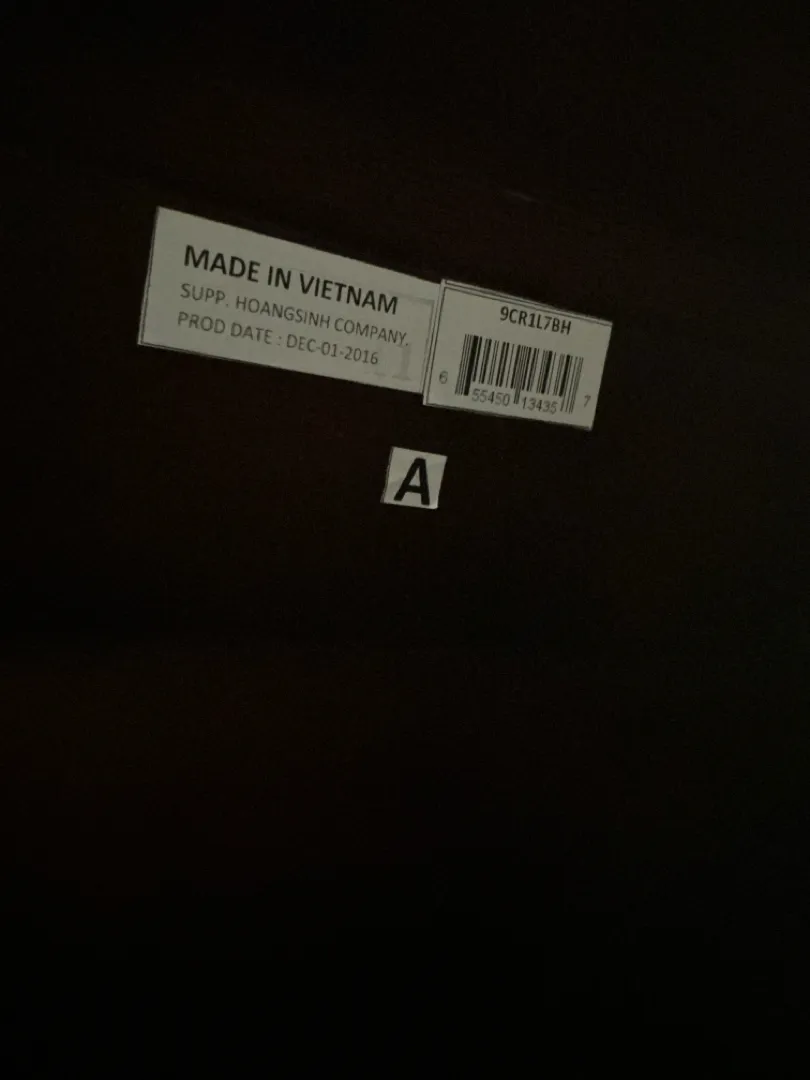 MADE IN VIETNAM
SUPP. HOANGSINH COMPANY.
PROD DATE : DEC-01-2016
9CR1L7BH
6 55450 13435 7
A